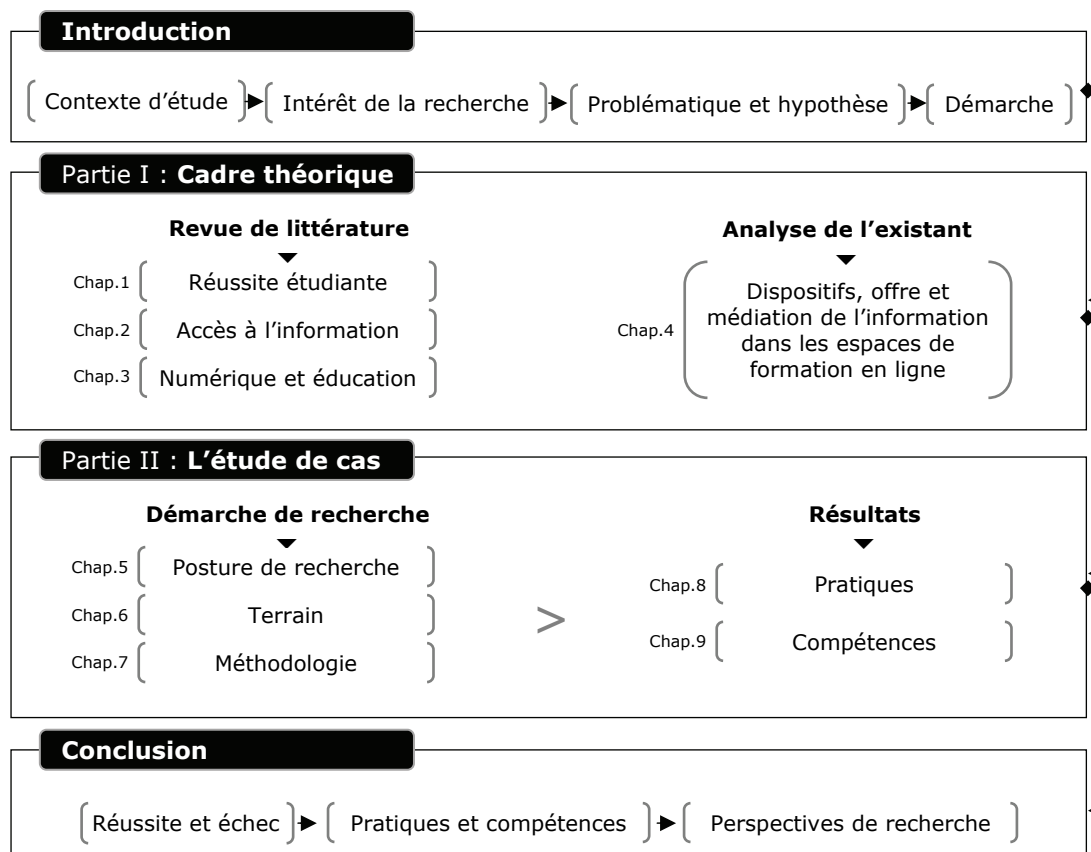 Introduction
Contexte d'étude Intérêt de la recherche Problématique et hypothèse Démarche
Partie I : Cadre théorique
Revue de littérature
Chap.1 Réussite étudiante
Chap.2 Accès à l'information
Chap.3 Numérique et éducation
Analyse de l'existant
Chap.4
Dispositifs, offre et
médiation de l'information
dans les espaces de
formation en ligne
Partie II : L'étude de cas
Démarche de recherche
Chap.5 Posture de recherche
Chap.6 Terrain
Chap.7 Méthodologie
>
Résultats
Chap.8 Pratiques
Chap.9 Compétences
Conclusion
Réussite et échec Pratiques et compétences Perspectives de recherche